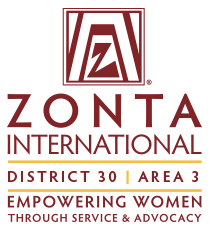 Z
®
ZONTA
INTERNATIONAL
DISTRICT 30 | AREA 3
EMPOWERING WOMEN
THROUGH SERVICE & ADVOCACY